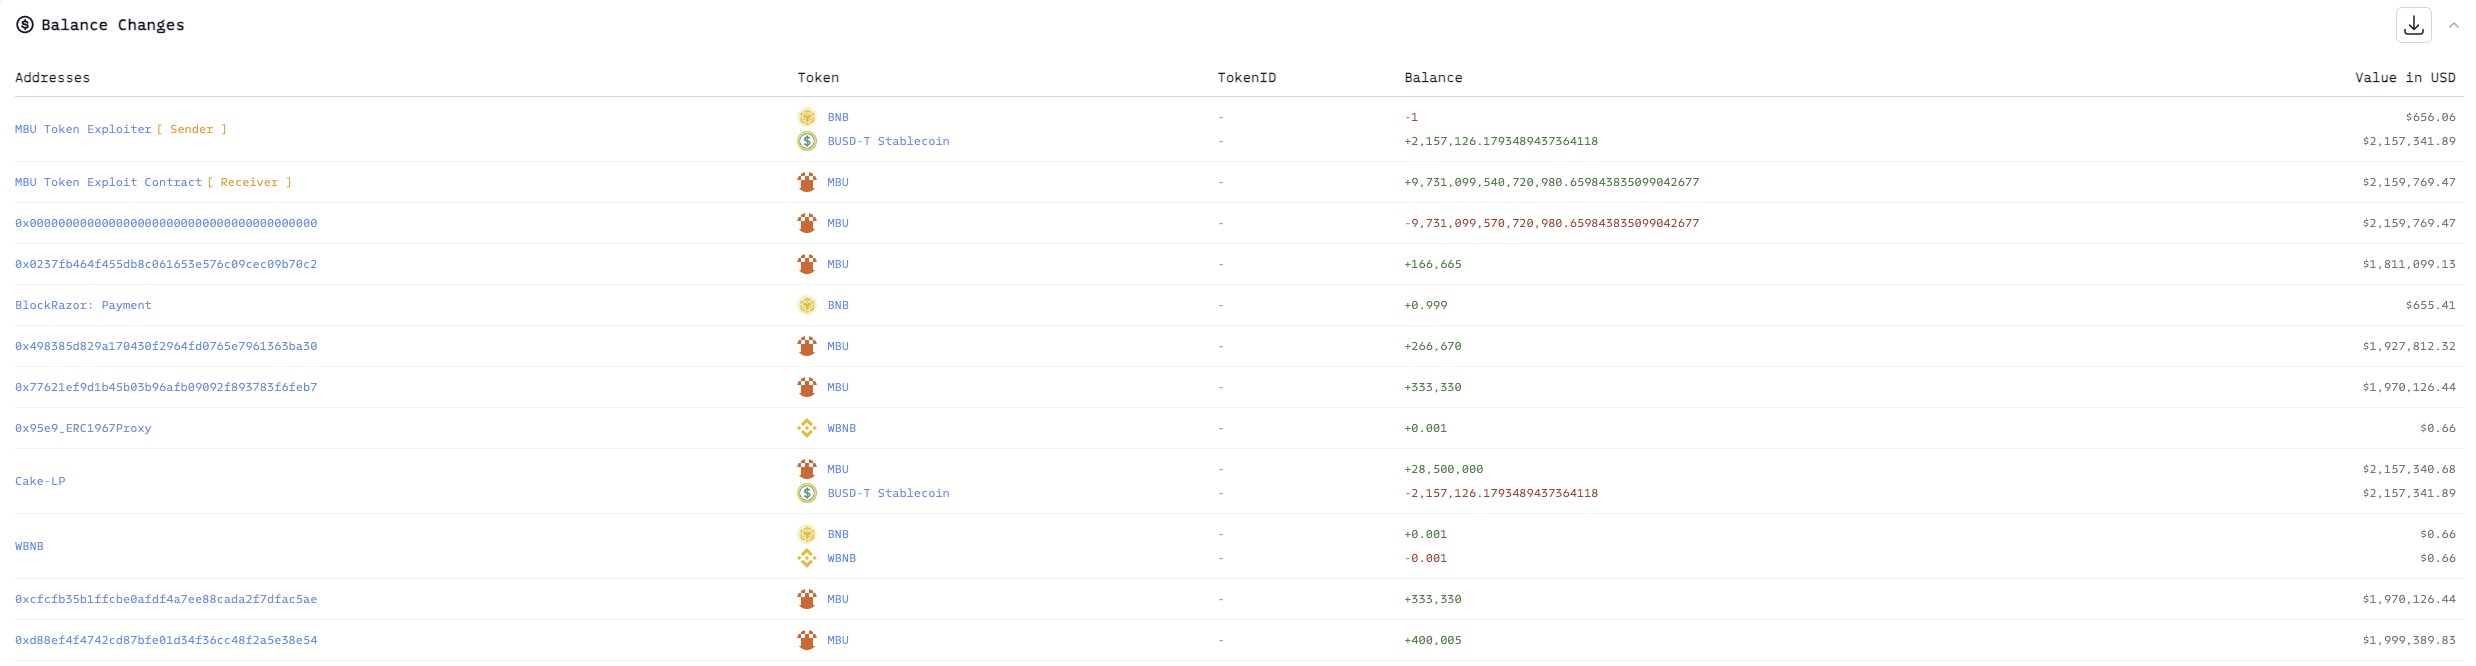 Balance Changes
Addresses Token TokenID Balance Value in USD
MBU Token Exploiter [ Sender ] BNB - -1 $656.06
BUSD-T Stablecoin - +2,157,126.1793489437364118 $2,157,341.89
MBU Token Exploit Contract [ Receiver ] MBU - +9,731,099,540,720,980.659843835099042677 $2,159,769.47
0x0000000000000000000000000000000000000000 MBU - -9,731,099,570,720,980.659843835099042677 $2,159,769.47
0x0237fb464f455db8c061653e576c09cec09b70c2 MBU - +166,665 $1,811,099.13
BlockRazor: Payment BNB - +0.999 $655.41
0x498385d829a170430f2964fd0765e7961363ba30 MBU - +266,670 $1,927,812.32
0x77621ef9d1b45b03b96afb09092f893783f6feb7 MBU - +333,330 $1,970,126.44
0x95e9_ERC1967Proxy WBNB - +0.001 $0.66
Cake-LP MBU - +28,500,000 $2,157,340.68
BUSD-T Stablecoin - -2,157,126.1793489437364118 $2,157,341.89
WBNB BNB - +0.001 $0.66
WBNB - -0.001 $0.66
0xcfcfb35b1ffcbe0afdf4a7ee88cada2f7dfac5ae MBU - +333,330 $1,970,126.44
0xd88ef4f4742cd87bfe01d34f36cc48f2a5e38e54 MBU - +400,005 $1,999,389.83